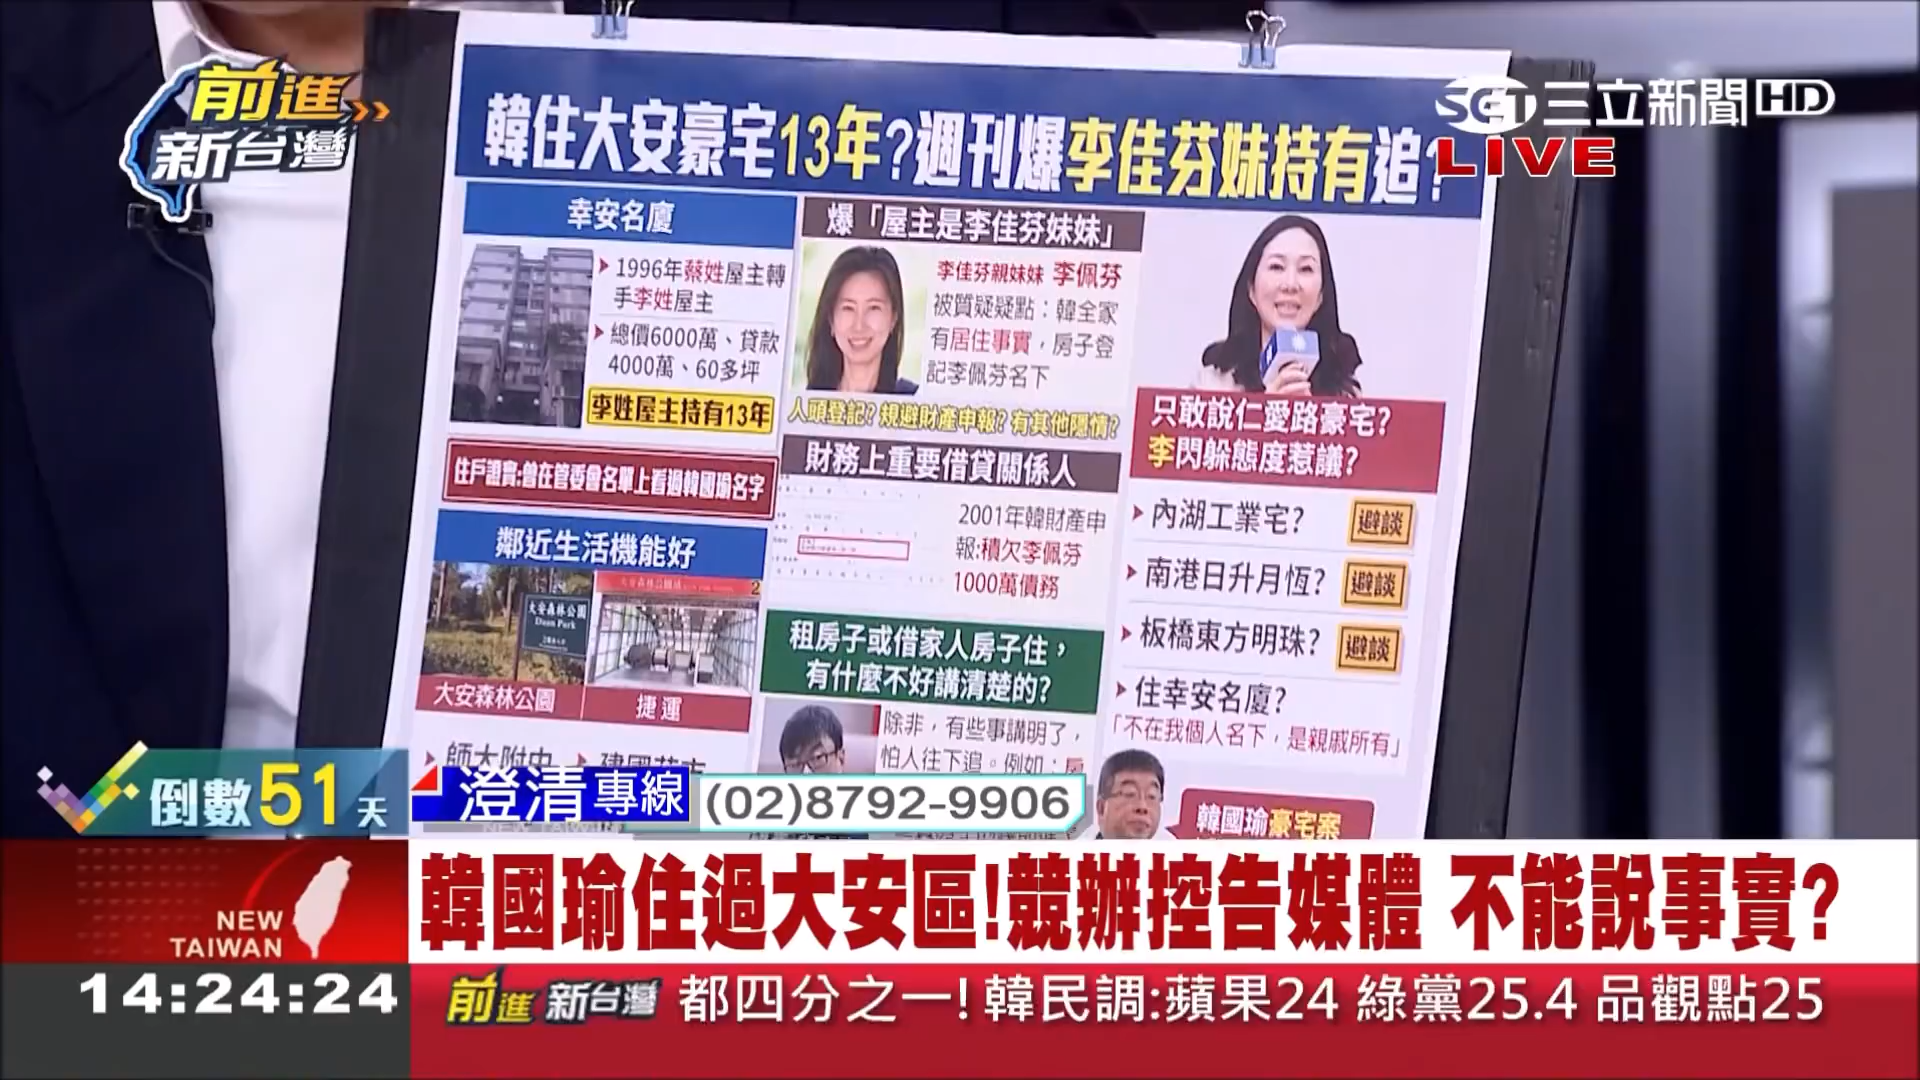 前進
新台灣
SET三立新聞HD
LIVE
韓住大安豪宅13年?週刊爆李佳芬妹持有追?
幸安名廈
1996年蔡姓屋主轉
手李姓屋主
總價6000萬、貸款
4000萬、60多坪
李姓屋主持有13年
住戶證實:曾在管委會名單上看過韓國瑜名字
鄰近生活機能好
大安森林公園
Daan Park
2
大安森林公園
捷運
師大附中
爆「屋主是李佳芬妹妹」
李佳芬親妹妹 李佩芬
被質疑疑點：韓全家
有居住事實，房子登
記李佩芬名下
人頭登記?規避財產申報?有其他隱情?
財務上重要借貸關係人
2001年韓財產申
報:積欠李佩芬
1000萬債務
租房子或借家人房子住，
有什麼不好講清楚的?
除非，有些事講明了，
怕人往下追。例如：房
只敢說仁愛路豪宅?
李閃躲態度惹議?
內湖工業宅? 避談
南港日升月恆? 避談
板橋東方明珠? 避談
住幸安名廈?
「不在我個人名下，是親戚所有」
韓國瑜豪宅案
倒數51天
澄清專線 (02)8792-9906
NEW
TAIWAN
韓國瑜住過大安區!競辦控告媒體 不能說事實?
14:24:24
前進新台灣 都四分之一!韓民調:蘋果24 綠黨25.4 品觀點25